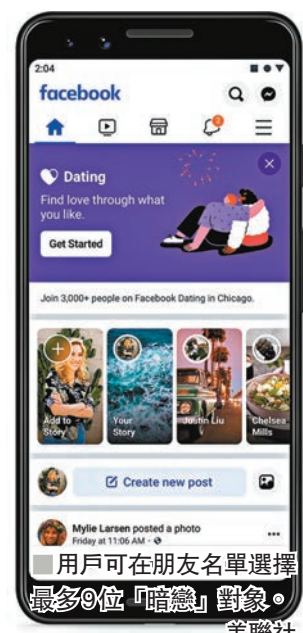 2:04
facebook
2
Dating
Find love through what
you like.
Get Started
Join 3,000+ people on Facebook Dating in Chicago.
Add to
Story
Your
Story
Justin Liu
Chelsea
Mills
Create new post
Mylie Larsen posted a photo
Friday at 11:06 AM ·
用戶可在朋友名單選擇
最多9位「暗戀」對象。
美聯社